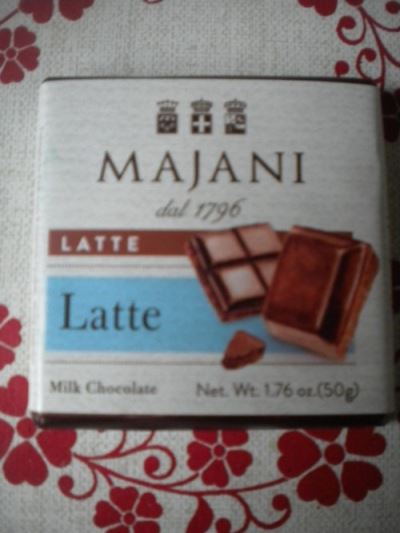 MAJANI
dal 1796
LATTE
Latte
Milk Chocolate
Net. Wt. 1.76 oz.(50g)